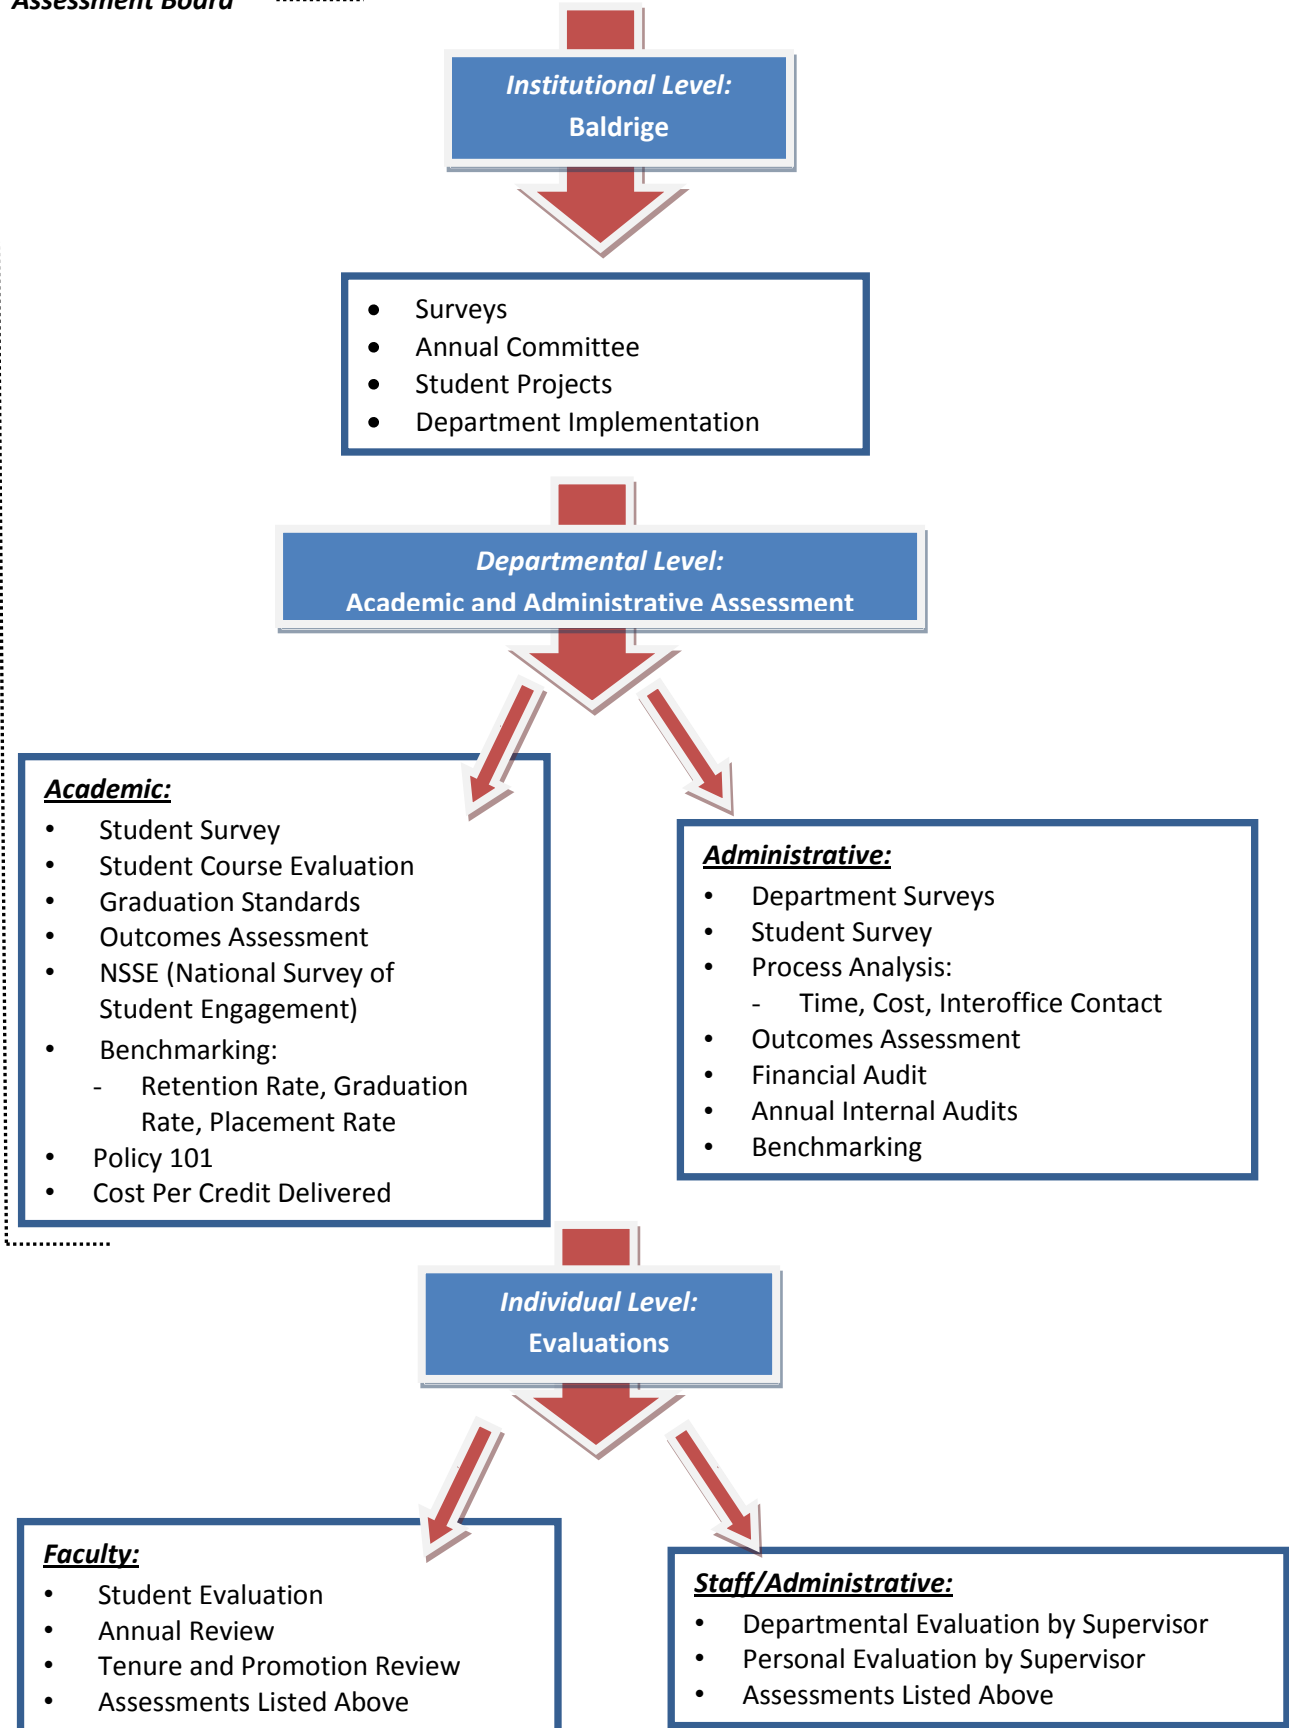 Assessment Board
Institutional Level:
Baldrige
• Surveys
• Annual Committee
• Student Projects
• Department Implementation
Departmental Level:
Academic and Administrative Assessment
Academic:
• Student Survey
• Student Course Evaluation
• Graduation Standards
• Outcomes Assessment
• NSSE (National Survey of
Student Engagement)
• Benchmarking:
- Retention Rate, Graduation
Rate, Placement Rate
• Policy 101
• Cost Per Credit Delivered
Administrative:
• Department Surveys
• Student Survey
• Process Analysis:
- Time, Cost, Interoffice Contact
• Outcomes Assessment
• Financial Audit
• Annual Internal Audits
• Benchmarking
Individual Level:
Evaluations
Faculty:
• Student Evaluation
• Annual Review
• Tenure and Promotion Review
• Assessments Listed Above
Staff/Administrative:
• Departmental Evaluation by Supervisor
• Personal Evaluation by Supervisor
• Assessments Listed Above